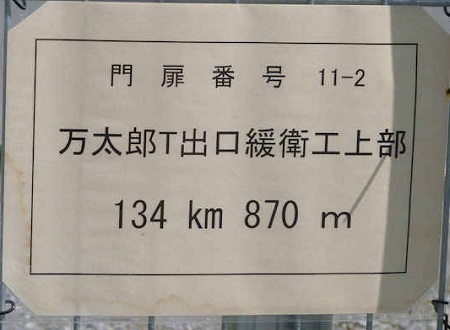 門扉番号 11-2
万太郎T出口緩衛工上部
134 km 870 m